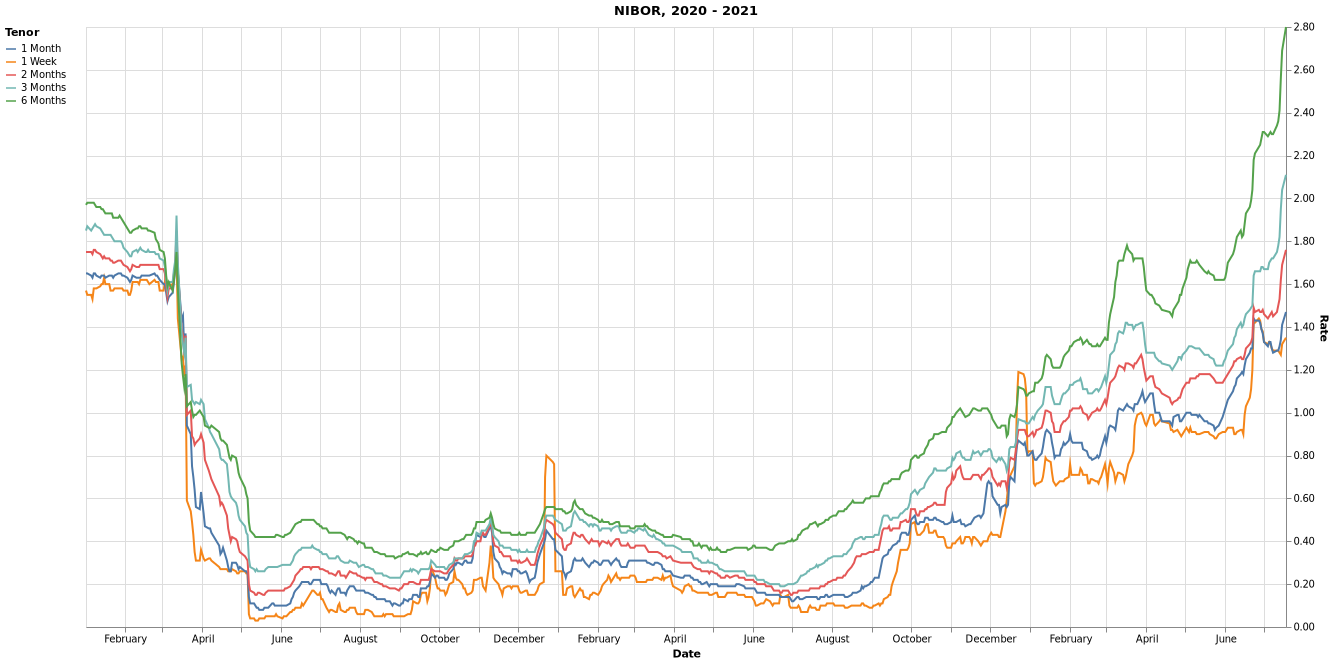 NIBOR, 2020 - 2021
Tenor
1 Month
1 Week
2 Months
3 Months
6 Months
2.80
2.60
2.40
2.20
2.00
1.80
1.60
1.40
1.20
1.00
0.80
0.60
0.40
0.20
0.00
Rate
February April June August October December February April June August October December February April June
Date